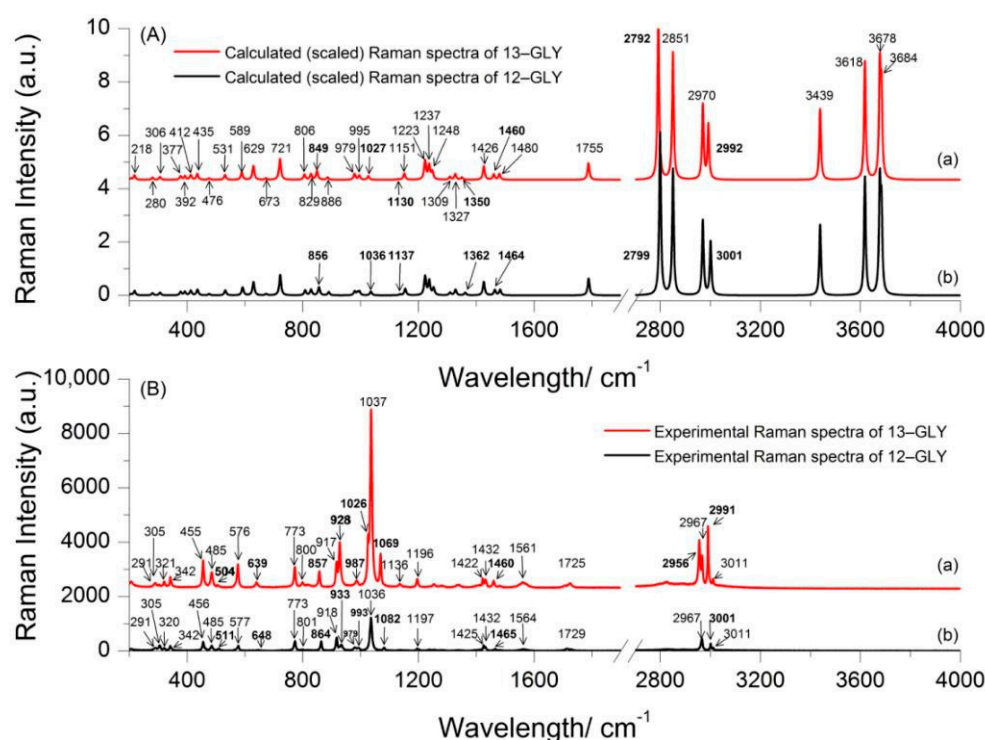 (A)
Calculated (scaled) Raman spectra of 13–GLY
Calculated (scaled) Raman spectra of 12–GLY
Raman Intensity (a.u.)
10
8
6
4
2
0
2792 2851 2970 2992 3439 3618 3678 3684
218 306 377 412 435 531 589 629 721 806 849 979 995 1027 1151 1223 1237 1248 1426 1460 1480 1755
280 392 476 673 829 886 1130 1309 1327 1350
(a)
856 1036 1137 1362 1464 2799 3001
(b)
400 800 1200 1600 2800 3200 3600 4000
Wavelength/ cm-1
(B)
Experimental Raman spectra of 13–GLY
Experimental Raman spectra of 12–GLY
Raman Intensity (a.u.)
10,000
8000
6000
4000
2000
0
1037
291 305 321 342 455 485 504 576 639 773 800 857 917 928 987 1026 1069 1136 1196 1422 1432 1460 1561 1725 2956 2967 2991 3011
(a)
291 305 320 342 456 485 511 577 648 773 801 864 918 933 979 993 1036 1082 1197 1425 1432 1465 1564 1729 2967 3001 3011
(b)
400 800 1200 1600 2800 3200 3600 4000
Wavelength/ cm-1